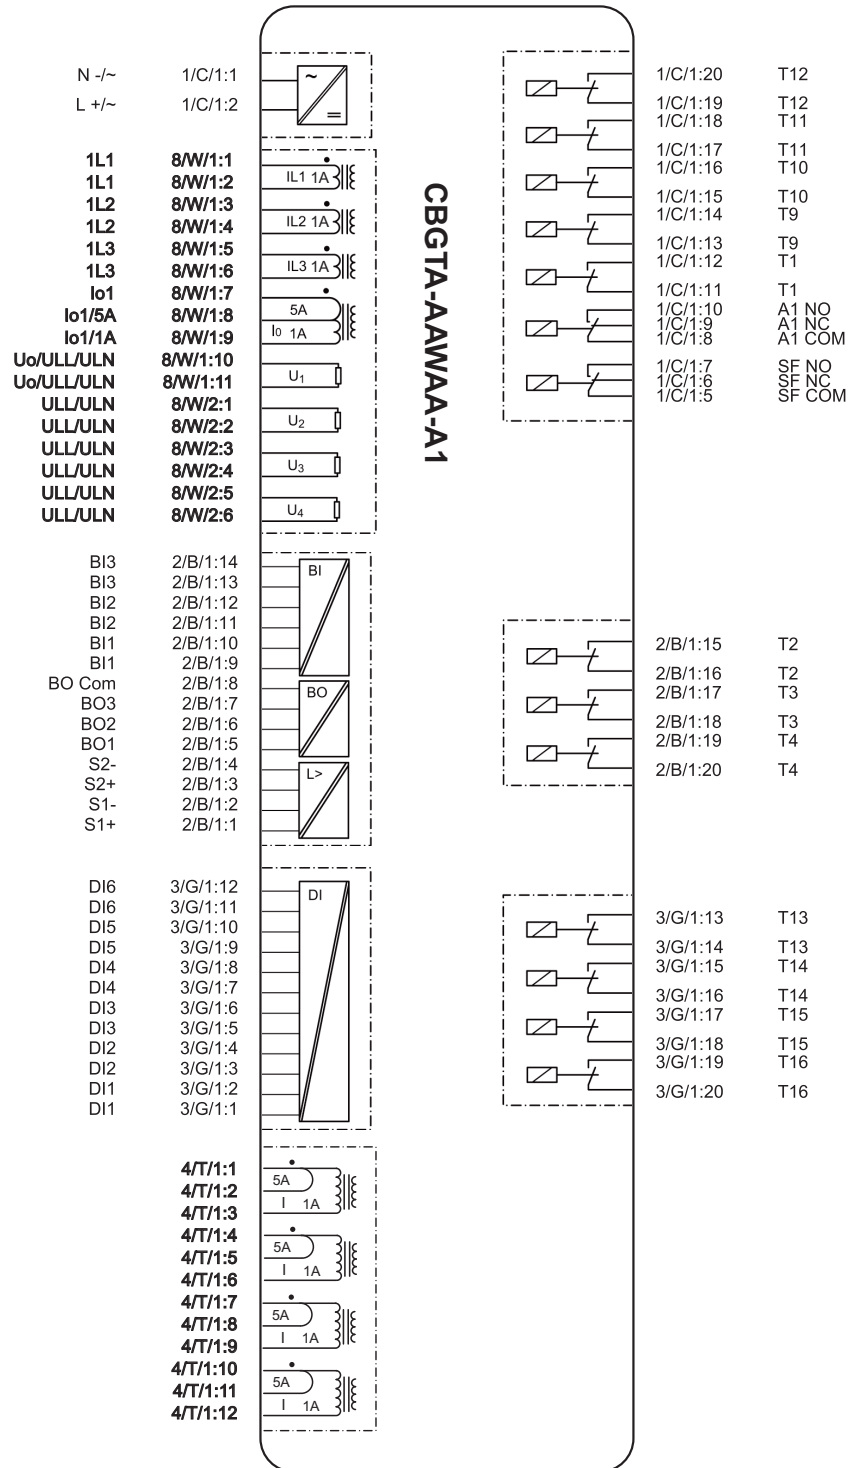 N -/~ 1/C/1:1
L +/~ 1/C/1:2
~
=
1L1 8/W/1:1
1L1 8/W/1:2
1L2 8/W/1:3
1L2 8/W/1:4
1L3 8/W/1:5
1L3 8/W/1:6
Io1 8/W/1:7
Io1/5A 8/W/1:8
Io1/1A 8/W/1:9
Uo/ULL/ULN 8/W/1:10
Uo/ULL/ULN 8/W/1:11
ULL/ULN 8/W/2:1
ULL/ULN 8/W/2:2
ULL/ULN 8/W/2:3
ULL/ULN 8/W/2:4
ULL/ULN 8/W/2:5
ULL/ULN 8/W/2:6
IL1 1A
IL2 1A
IL3 1A
5A
I0 1A
U1
U2
U3
U4
BI3 2/B/1:14
BI3 2/B/1:13
BI2 2/B/1:12
BI2 2/B/1:11
BI1 2/B/1:10
BI1 2/B/1:9
BO Com 2/B/1:8
BO3 2/B/1:7
BO2 2/B/1:6
BO1 2/B/1:5
S2- 2/B/1:4
S2+ 2/B/1:3
S1- 2/B/1:2
S1+ 2/B/1:1
BI
BO
L>
DI6 3/G/1:12
DI6 3/G/1:11
DI5 3/G/1:10
DI5 3/G/1:9
DI4 3/G/1:8
DI4 3/G/1:7
DI3 3/G/1:6
DI3 3/G/1:5
DI2 3/G/1:4
DI2 3/G/1:3
DI1 3/G/1:2
DI1 3/G/1:1
DI
4/T/1:1
4/T/1:2
4/T/1:3
4/T/1:4
4/T/1:5
4/T/1:6
4/T/1:7
4/T/1:8
4/T/1:9
4/T/1:10
4/T/1:11
4/T/1:12
5A
I 1A
5A
I 1A
5A
I 1A
5A
I 1A
CBGTA-AAWAA-A1
1/C/1:20 T12
1/C/1:19 T12
1/C/1:18 T11
1/C/1:17 T11
1/C/1:16 T10
1/C/1:15 T10
1/C/1:14 T9
1/C/1:13 T9
1/C/1:12 T1
1/C/1:11 T1
1/C/1:10 A1 NO
1/C/1:9 A1 NC
1/C/1:8 A1 COM
1/C/1:7 SF NO
1/C/1:6 SF NC
1/C/1:5 SF COM
2/B/1:15 T2
2/B/1:16 T2
2/B/1:17 T3
2/B/1:18 T3
2/B/1:19 T4
2/B/1:20 T4
3/G/1:13 T13
3/G/1:14 T13
3/G/1:15 T14
3/G/1:16 T14
3/G/1:17 T15
3/G/1:18 T15
3/G/1:19 T16
3/G/1:20 T16